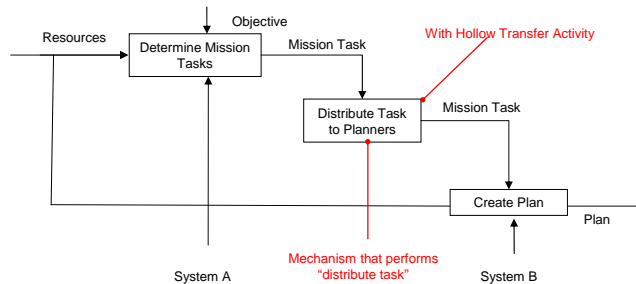 Objective
Resources
Determine Mission
Tasks
Mission Task
With Hollow Transfer Activity
Distribute Task
to Planners
Mission Task
Create Plan
Plan
Mechanism that performs
“distribute task”
System A
System B